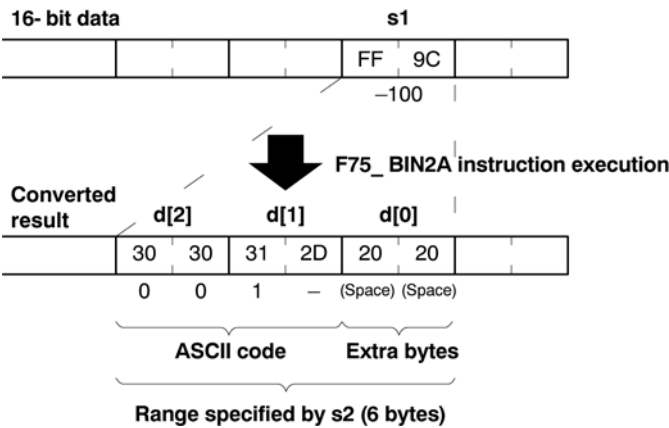 16- bit data s1
FF 9C
–100
F75_ BIN2A instruction execution
Converted
result
d[2] d[1] d[0]
30 30 31 2D 20 20
0 0 1 – (Space) (Space)
ASCII code Extra bytes
Range specified by s2 (6 bytes)